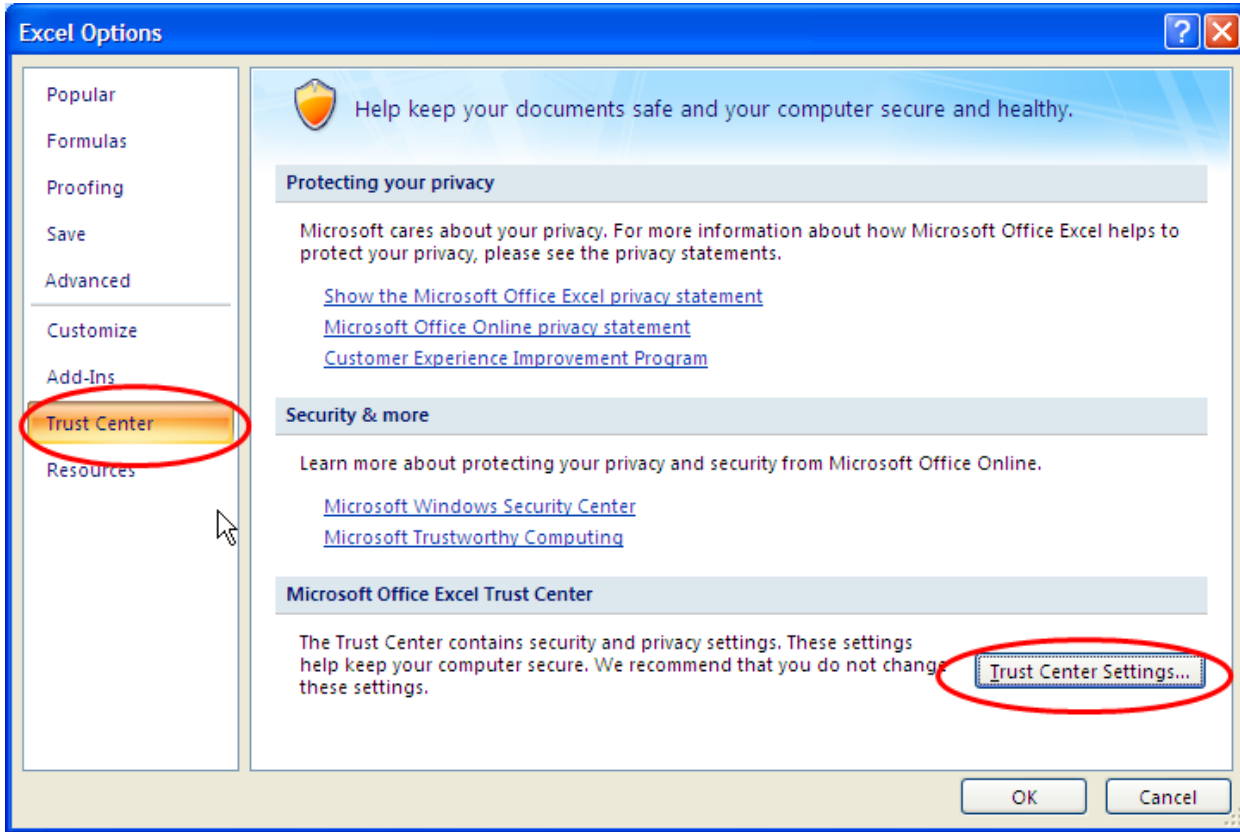 Excel Options
Popular
Formulas
Proofing
Save
Advanced
Customize
Add-Ins
Trust Center
Resources
Help keep your documents safe and your computer secure and healthy.
Protecting your privacy
Microsoft cares about your privacy. For more information about how Microsoft Office Excel helps to
protect your privacy, please see the privacy statements.
Show the Microsoft Office Excel privacy statement
Microsoft Office Online privacy statement
Customer Experience Improvement Program
Security & more
Learn more about protecting your privacy and security from Microsoft Office Online.
Microsoft Windows Security Center
Microsoft Trustworthy Computing
Microsoft Office Excel Trust Center
The Trust Center contains security and privacy settings. These settings
help keep your computer secure. We recommend that you do not change
these settings.
Trust Center Settings...
OK
Cancel